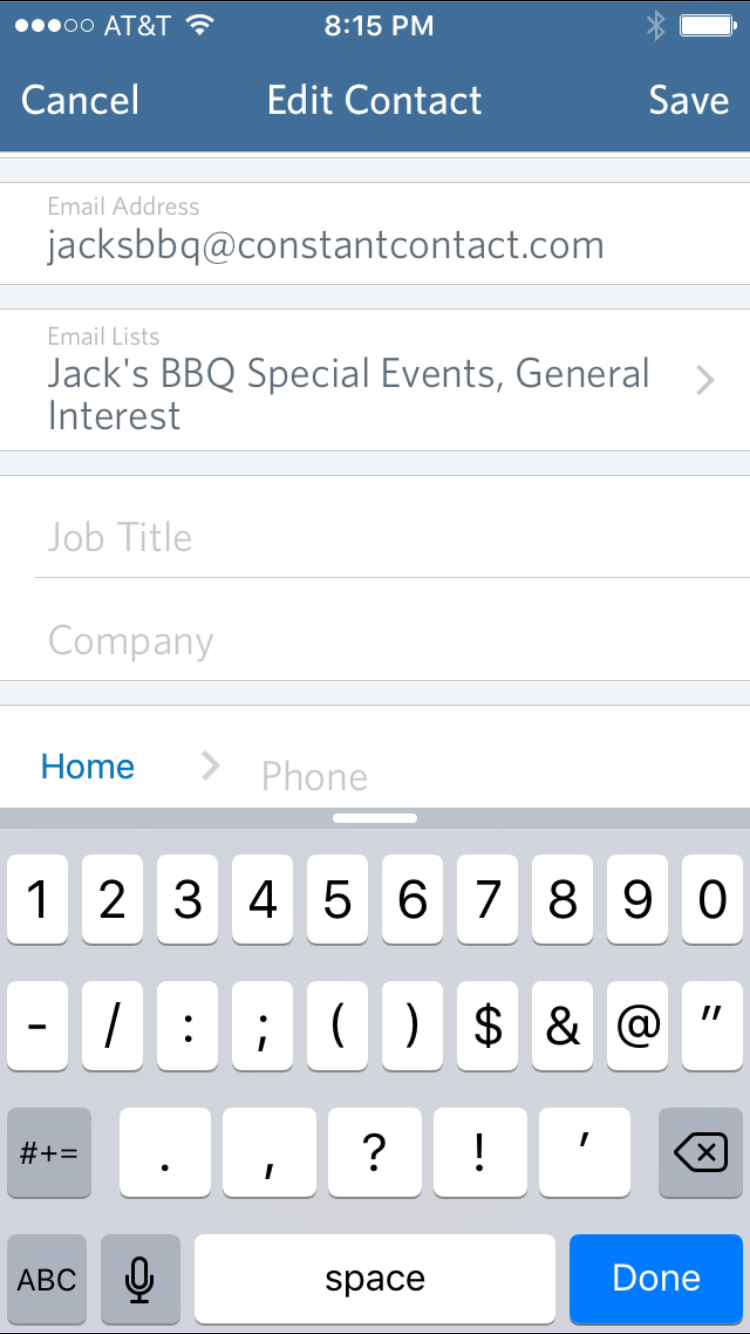 AT&T 8:15 PM
Cancel Edit Contact Save
Email Address
jacksbbq@constantcontact.com
Email Lists
Jack's BBQ Special Events, General
Interest
Job Title
Company
Home Phone
1 2 3 4 5 6 7 8 9 0
- / : ; ( ) $ & @ "
#+= . , ? ! '
ABC space Done